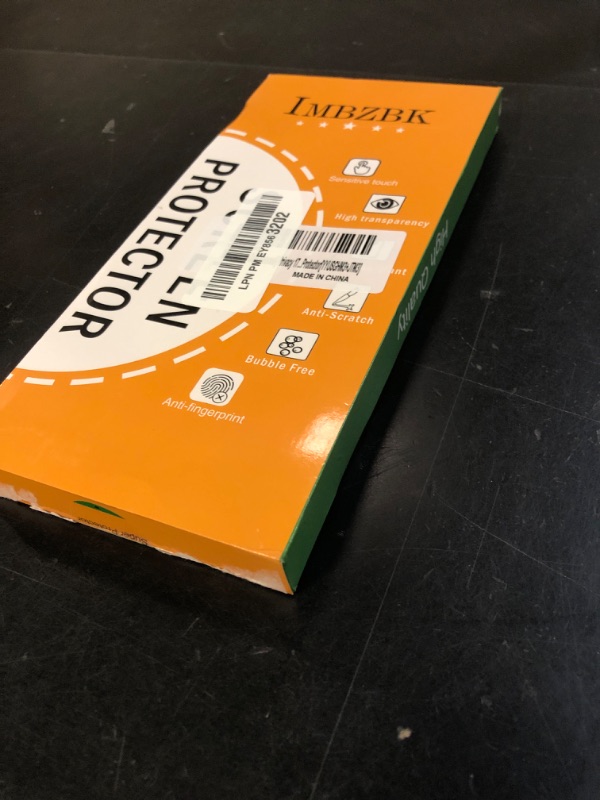 IMBZBK
Sensitive touch
High transparency
Anti-Scratch
Bubble Free
Anti-fingerprint
PROTECTOR
LPN PM EY8563202
MADE IN CHINA
High Quality